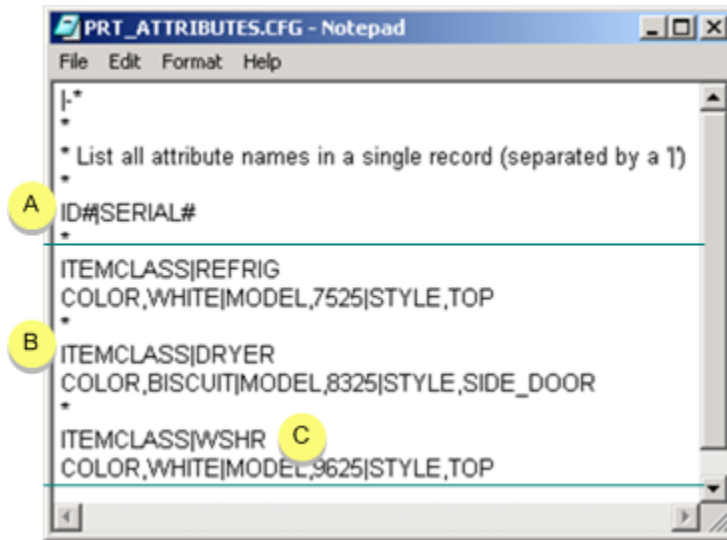 PRT_ATTRIBUTES.CFG - Notepad
File Edit Format Help
|-*
*
* List all attribute names in a single record (separated by a '|')
*
A
ID#|SERIAL#
*
ITEMCLASS|REFRIG
COLOR,WHITE|MODEL,7525|STYLE,TOP
*
B
ITEMCLASS|DRYER
COLOR,BISCUIT|MODEL,8325|STYLE,SIDE_DOOR
*
ITEMCLASS|WSHR C
COLOR,WHITE|MODEL,9625|STYLE,TOP